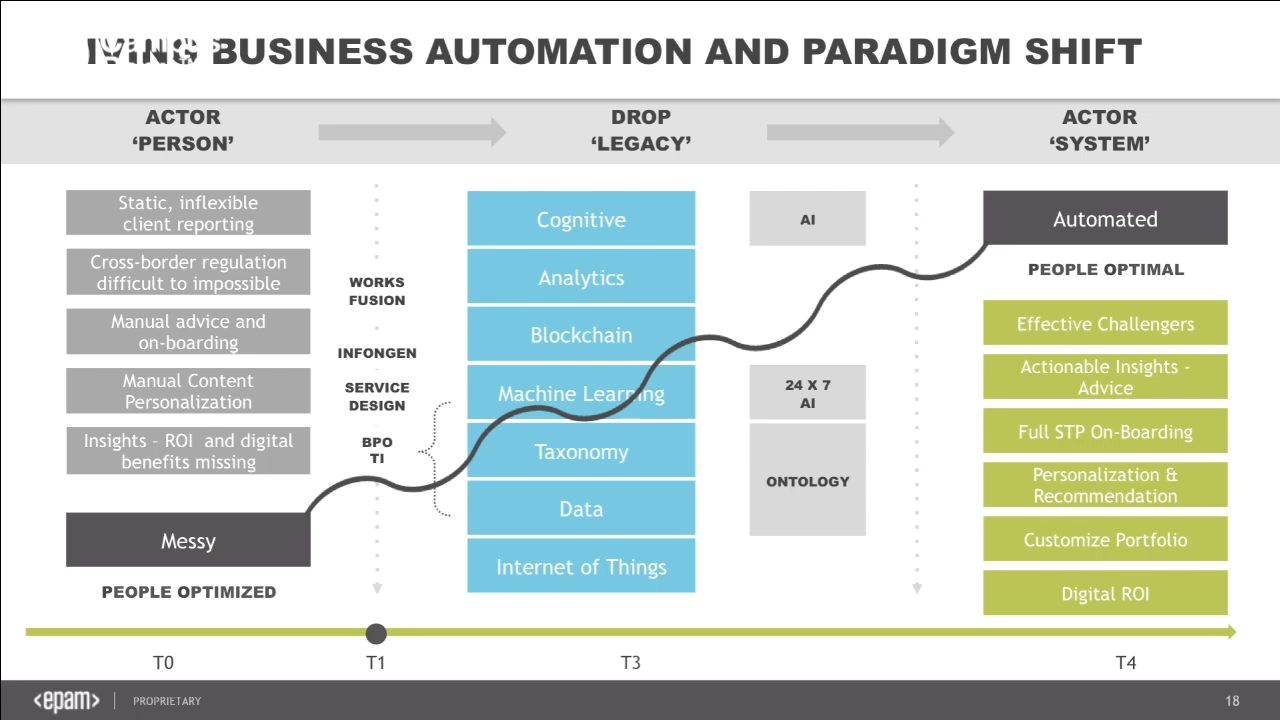 BUSINESS AUTOMATION AND PARADIGM SHIFT
ACTOR
‘PERSON’
DROP
‘LEGACY’
ACTOR
‘SYSTEM’
Static, inflexible
client reporting
Cross-border regulation
difficult to impossible
Manual advice and
on-boarding
Manual Content
Personalization
Insights - ROI and digital
benefits missing
Messy
PEOPLE OPTIMIZED
WORKS
FUSION
INFONGEN
SERVICE
DESIGN
BPO
TI
Cognitive
Analytics
Blockchain
Machine Learning
Taxonomy
Data
Internet of Things
AI
24 X 7
AI
ONTOLOGY
Automated
PEOPLE OPTIMAL
Effective Challengers
Actionable Insights -
Advice
Full STP On-Boarding
Personalization &
Recommendation
Customize Portfolio
Digital ROI
T0
T1
T3
T4
<epam>
PROPRIETARY
18